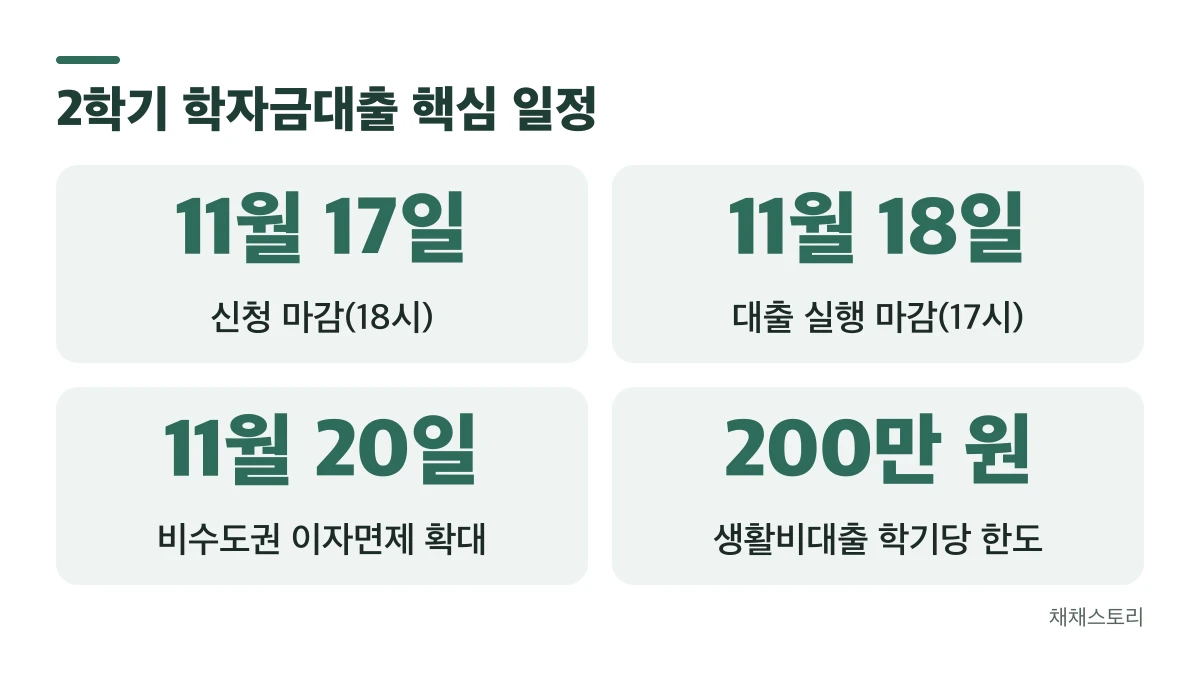 2학기 학자금대출 핵심 일정
11월 17일
신청 마감(18시)
11월 18일
대출 실행 마감(17시)
11월 20일
비수도권 이자면제 확대
200만 원
생활비대출 학기당 한도
채채스토리